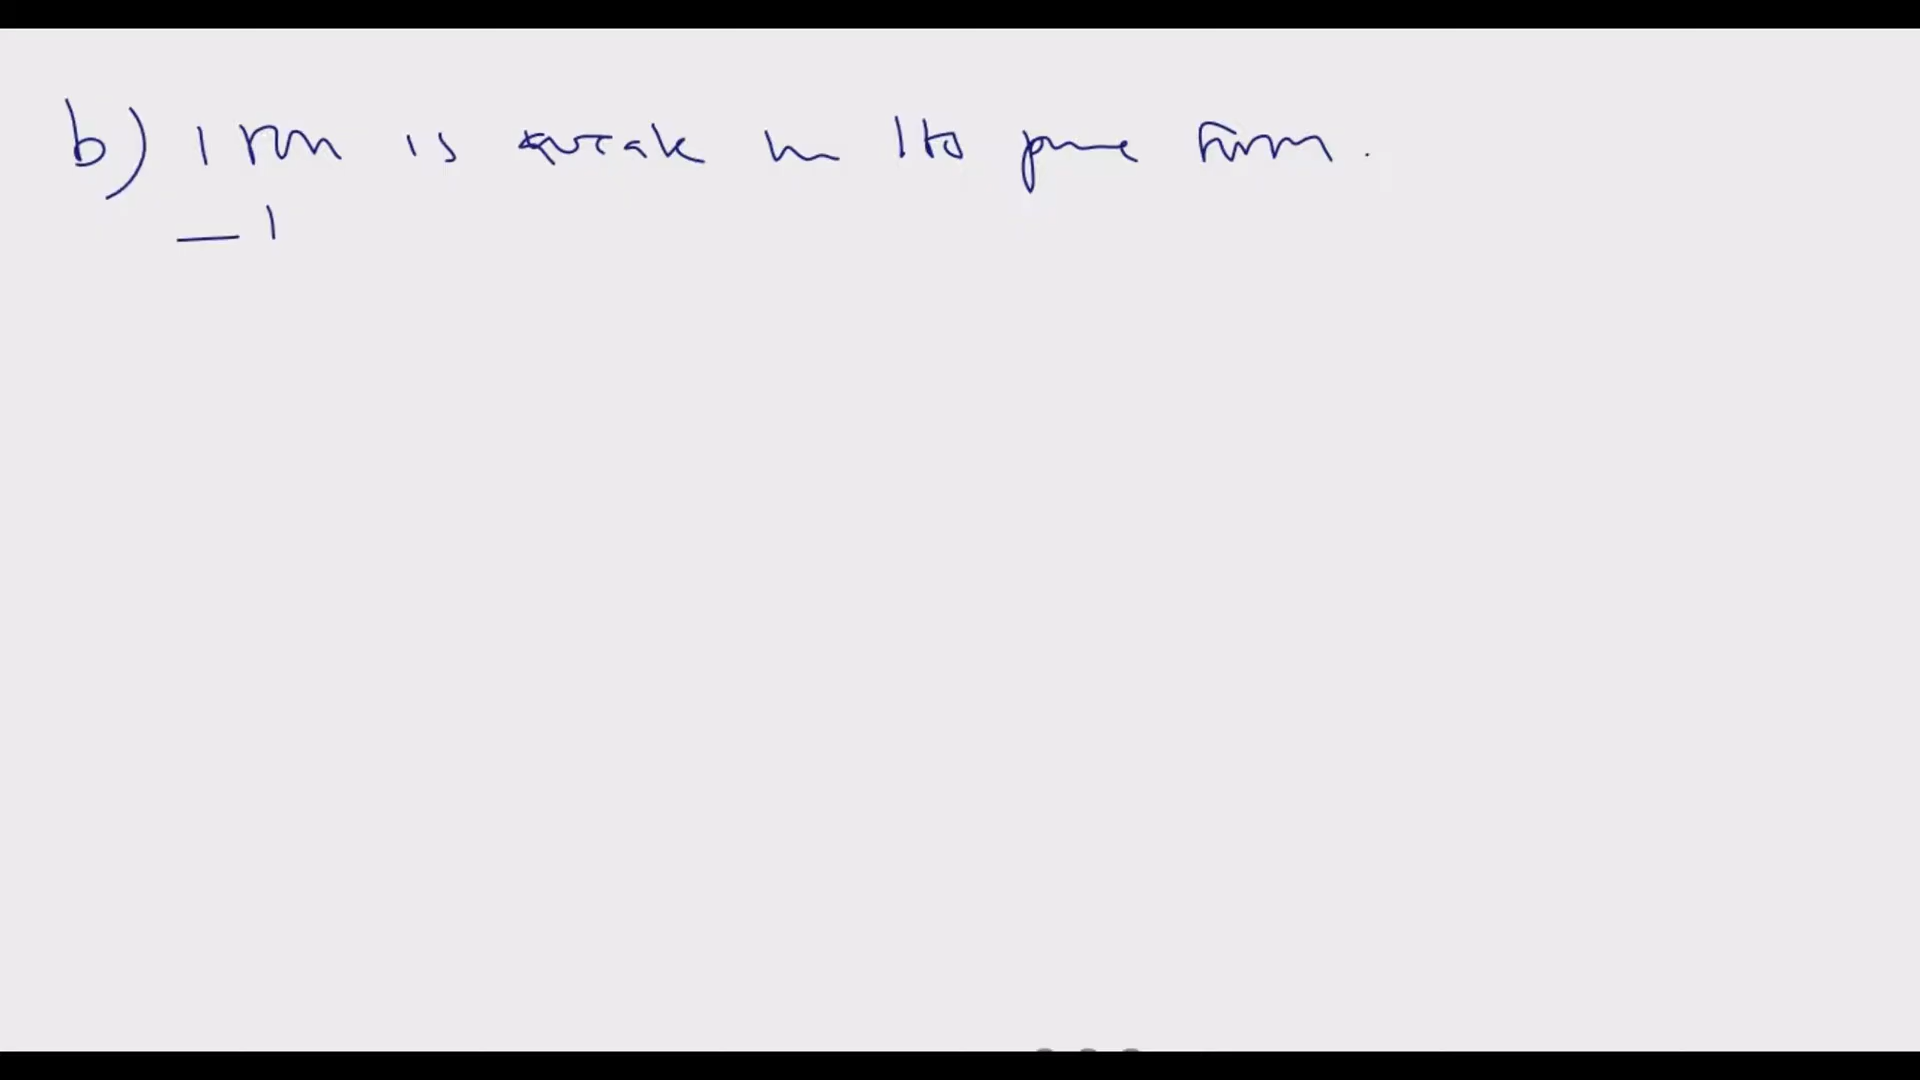 b) Iron is weak in its pure form.
— I